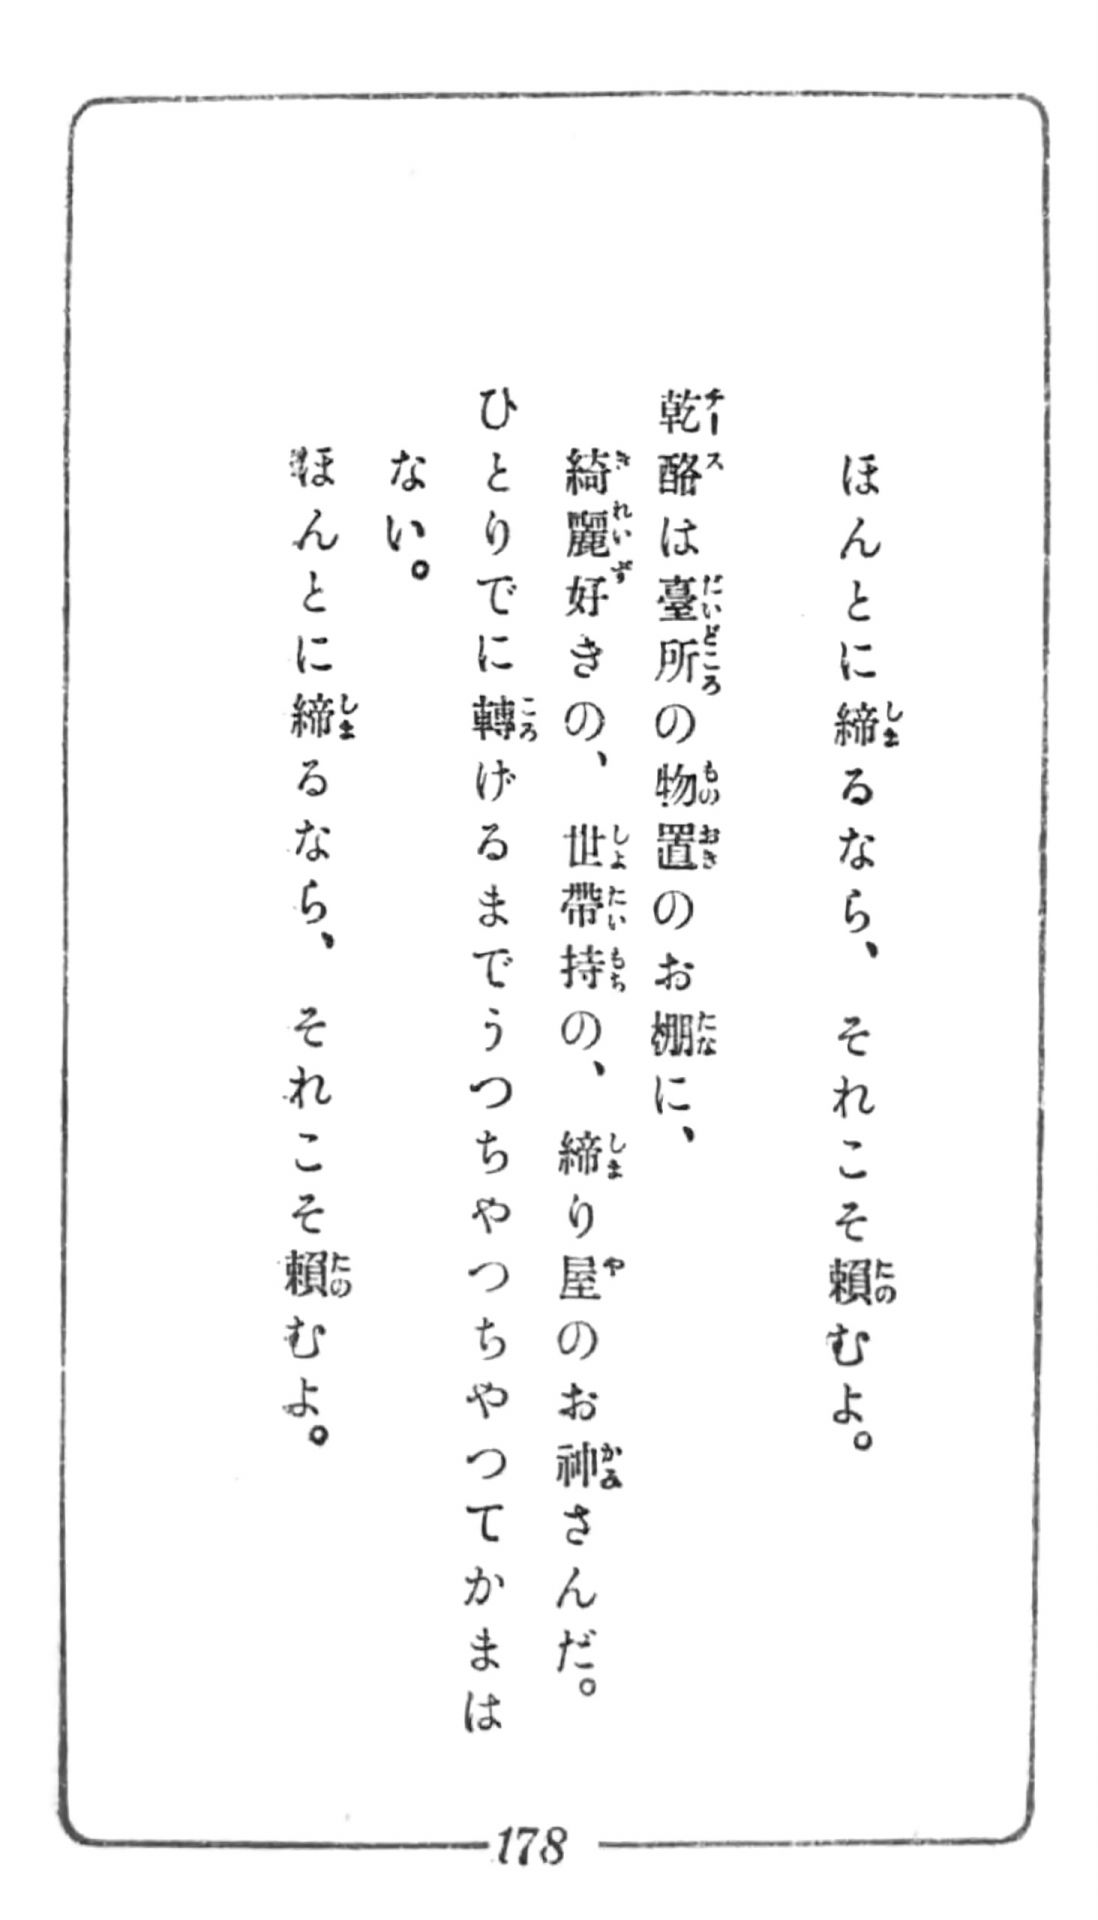 ほんとに締るなら、それこそ頼むよ。
乾酪は臺所の物置のお棚に、
綺麗好きの、世帶持の、締り屋のお神さんだ。
ひとりでに轉げるまでうつちやつちやつてかまは
ない。
ほんとに締るなら、それこそ頼むよ。
178